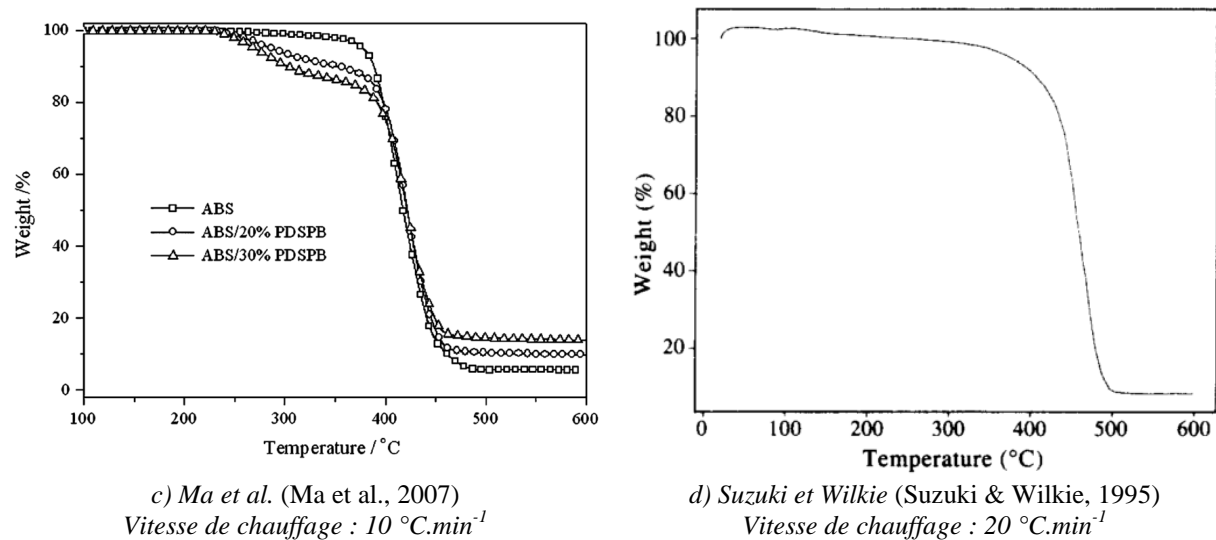 100
80
60
40
20
0
Weight /%
ABS
ABS/20% PDSPB
ABS/30% PDSPB
100
200
300
400
500
600
Temperature / °C
c) Ma et al. (Ma et al., 2007)
Vitesse de chauffage : 10 °C.min-1
100
80
60
40
20
Weight (%)
0
100
200
300
400
500
600
Temperature (°C)
d) Suzuki et Wilkie (Suzuki & Wilkie, 1995)
Vitesse de chauffage : 20 °C.min-1